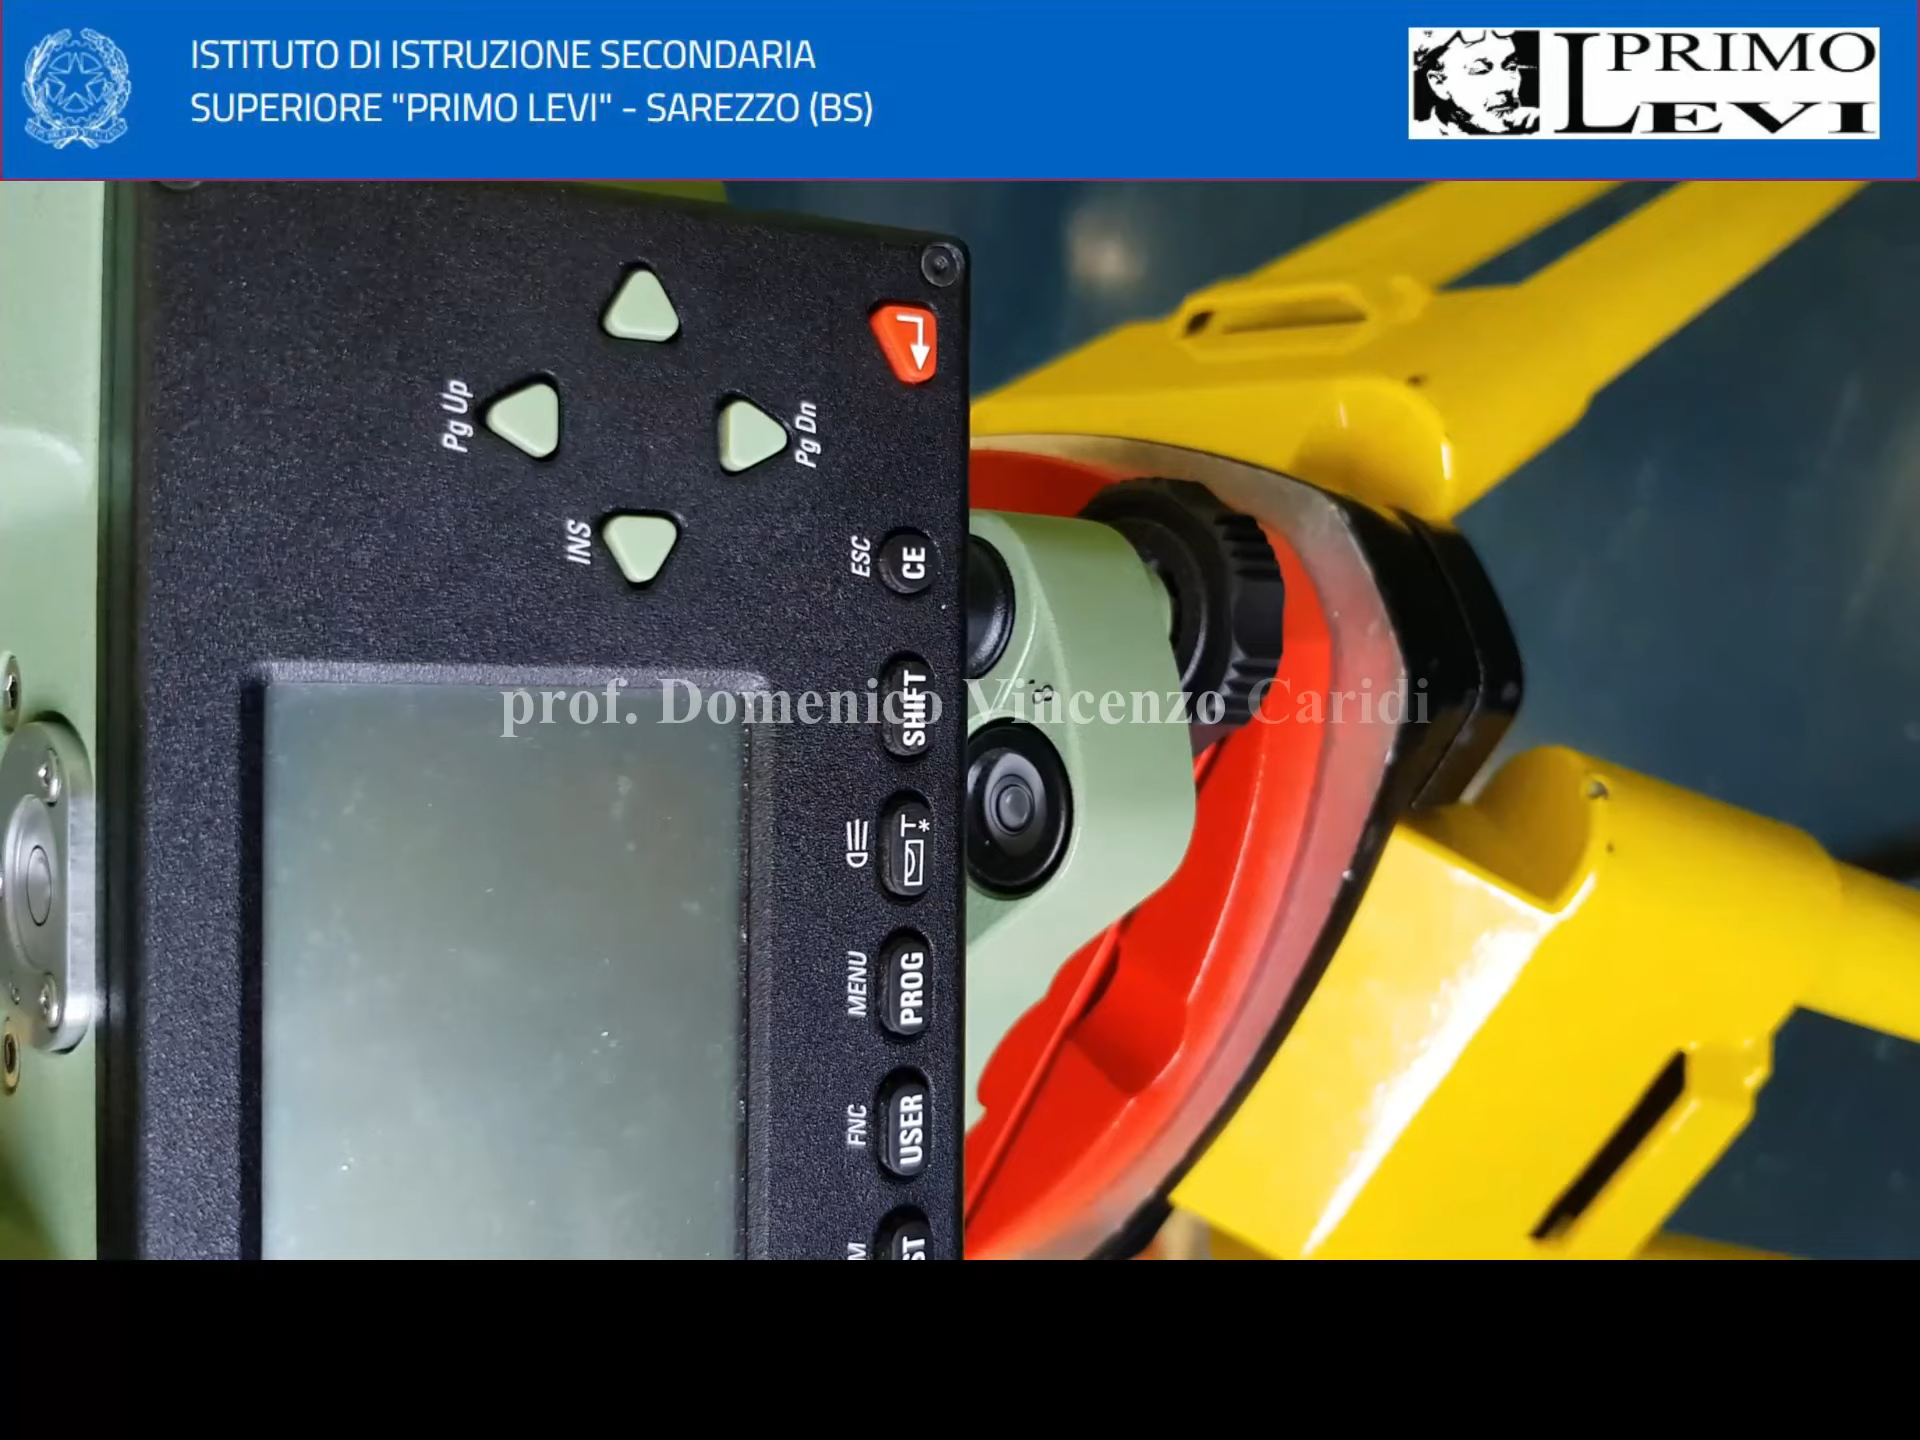 ISTITUTO DI ISTRUZIONE SECONDARIA
SUPERIORE "PRIMO LEVI" - SAREZZO (BS)
PRIMO
LEVI
Pg Up
Pg Dn
INS
ESC
CE
prof. Domenico Vincenzo Caridi
SHIFT
MENU
PROG
FNC
USER